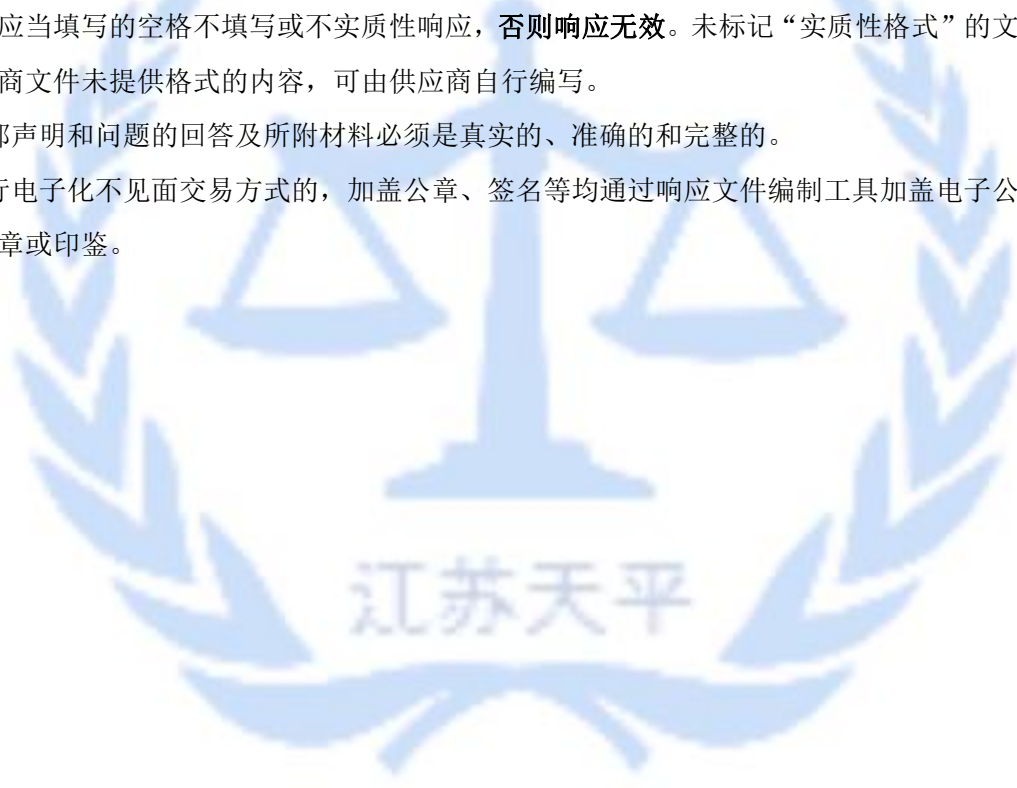 应当填写的空格不填写或不实质性响应，否则响应无效。未标记“实质性格式”的文
商文件未提供格式的内容，可由供应商自行编写。
声明和问题的回答及所附材料必须是真实的、准确的和完整的。
电子化不见面交易方式的，加盖公章、签名等均通过响应文件编制工具加盖电子公
章或印鉴。
江苏天平